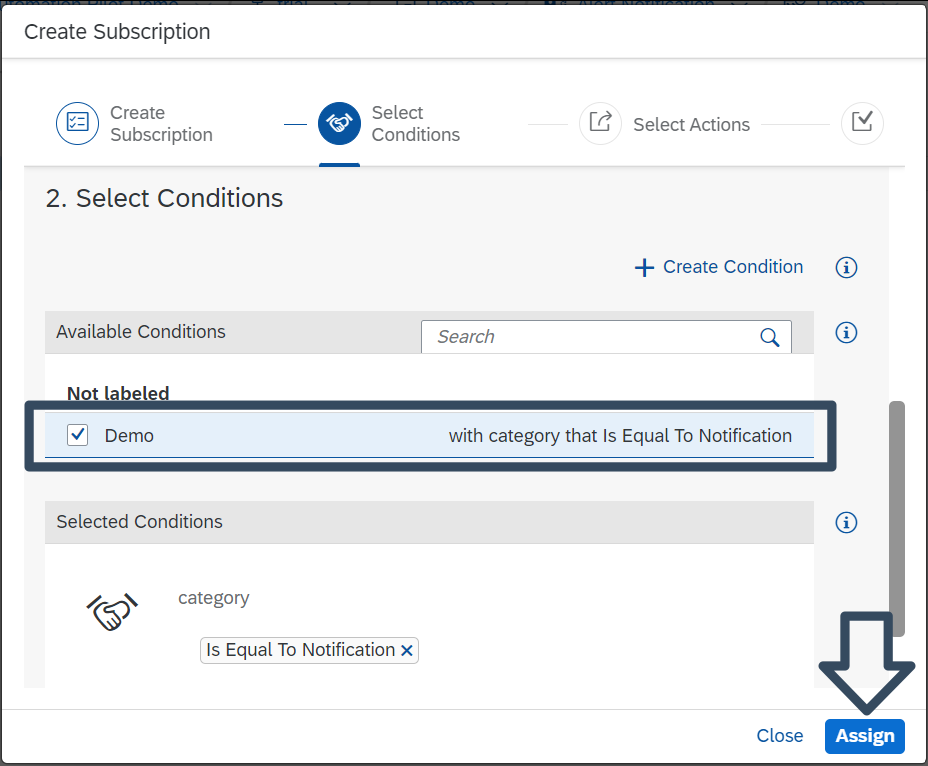 Create Subscription
Create
Subscription
Select
Conditions
Select Actions
2. Select Conditions
Create Condition
Available Conditions
Search
Not labeled
Demo
with category that Is Equal To Notification
Selected Conditions
category
Is Equal To Notification
Close
Assign